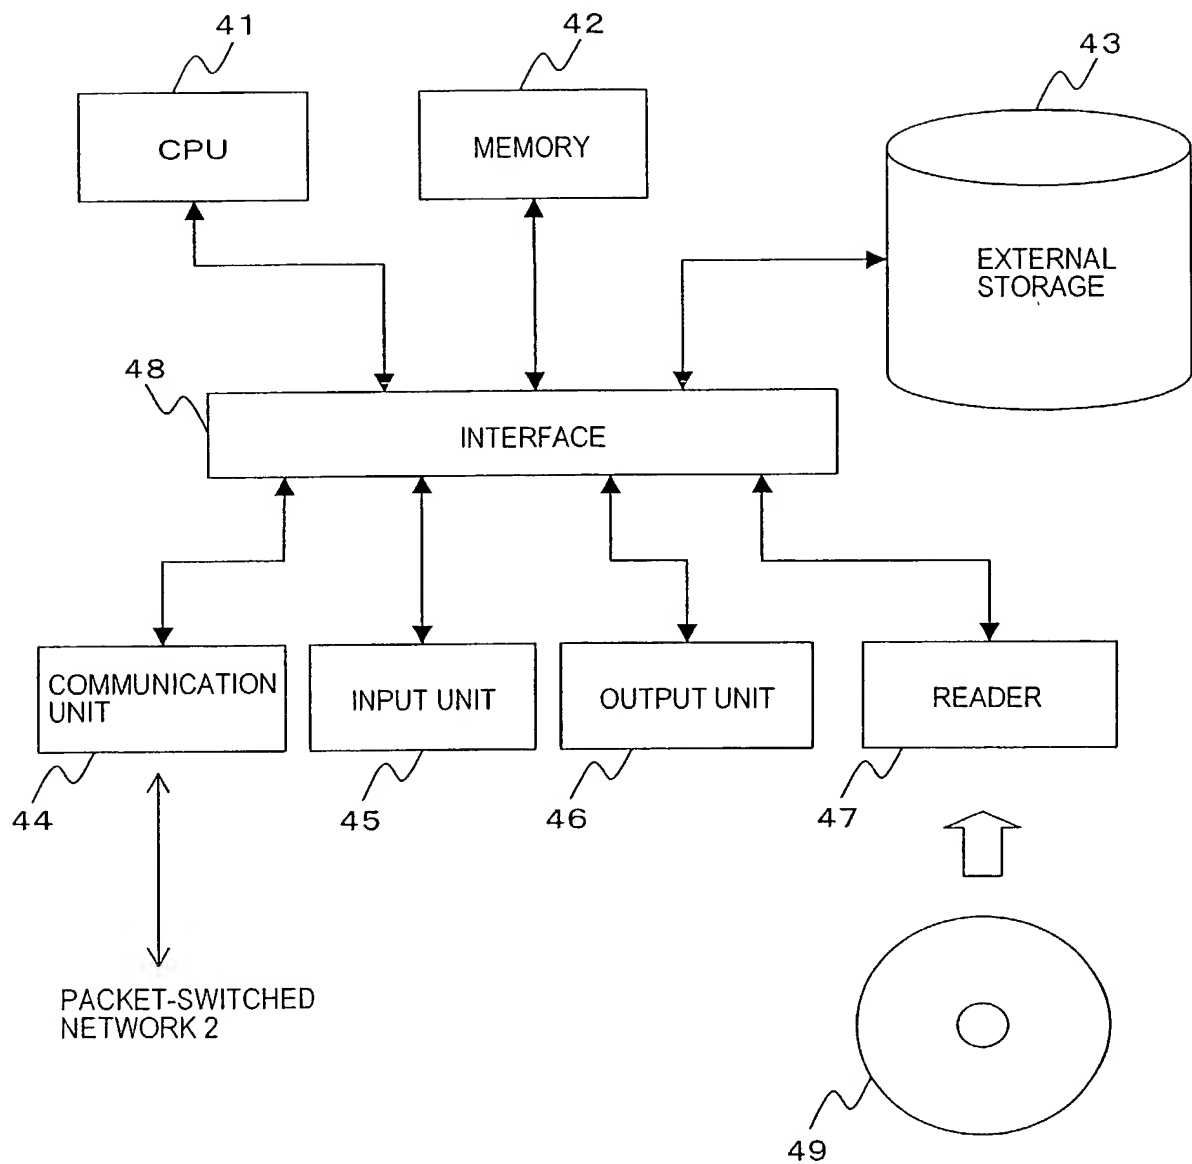 41
42
43
CPU
MEMORY
EXTERNAL
STORAGE
48
INTERFACE
COMMUNICATION
UNIT
INPUT UNIT
OUTPUT UNIT
READER
44
45
46
47
PACKET-SWITCHED
NETWORK 2
49